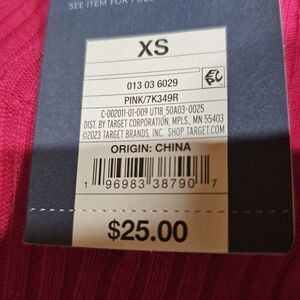 SEE ITEM FOR
XS
013 03 6029
PINK/7K349R
C-002011-01-009 UT18 50A03-0025
DIST. BY TARGET CORPORATION, MPLS., MN 55403
©2023 TARGET BRANDS, INC. SHOP TARGET.COM
ORIGIN: CHINA
1 96983 38790 7
$25.00